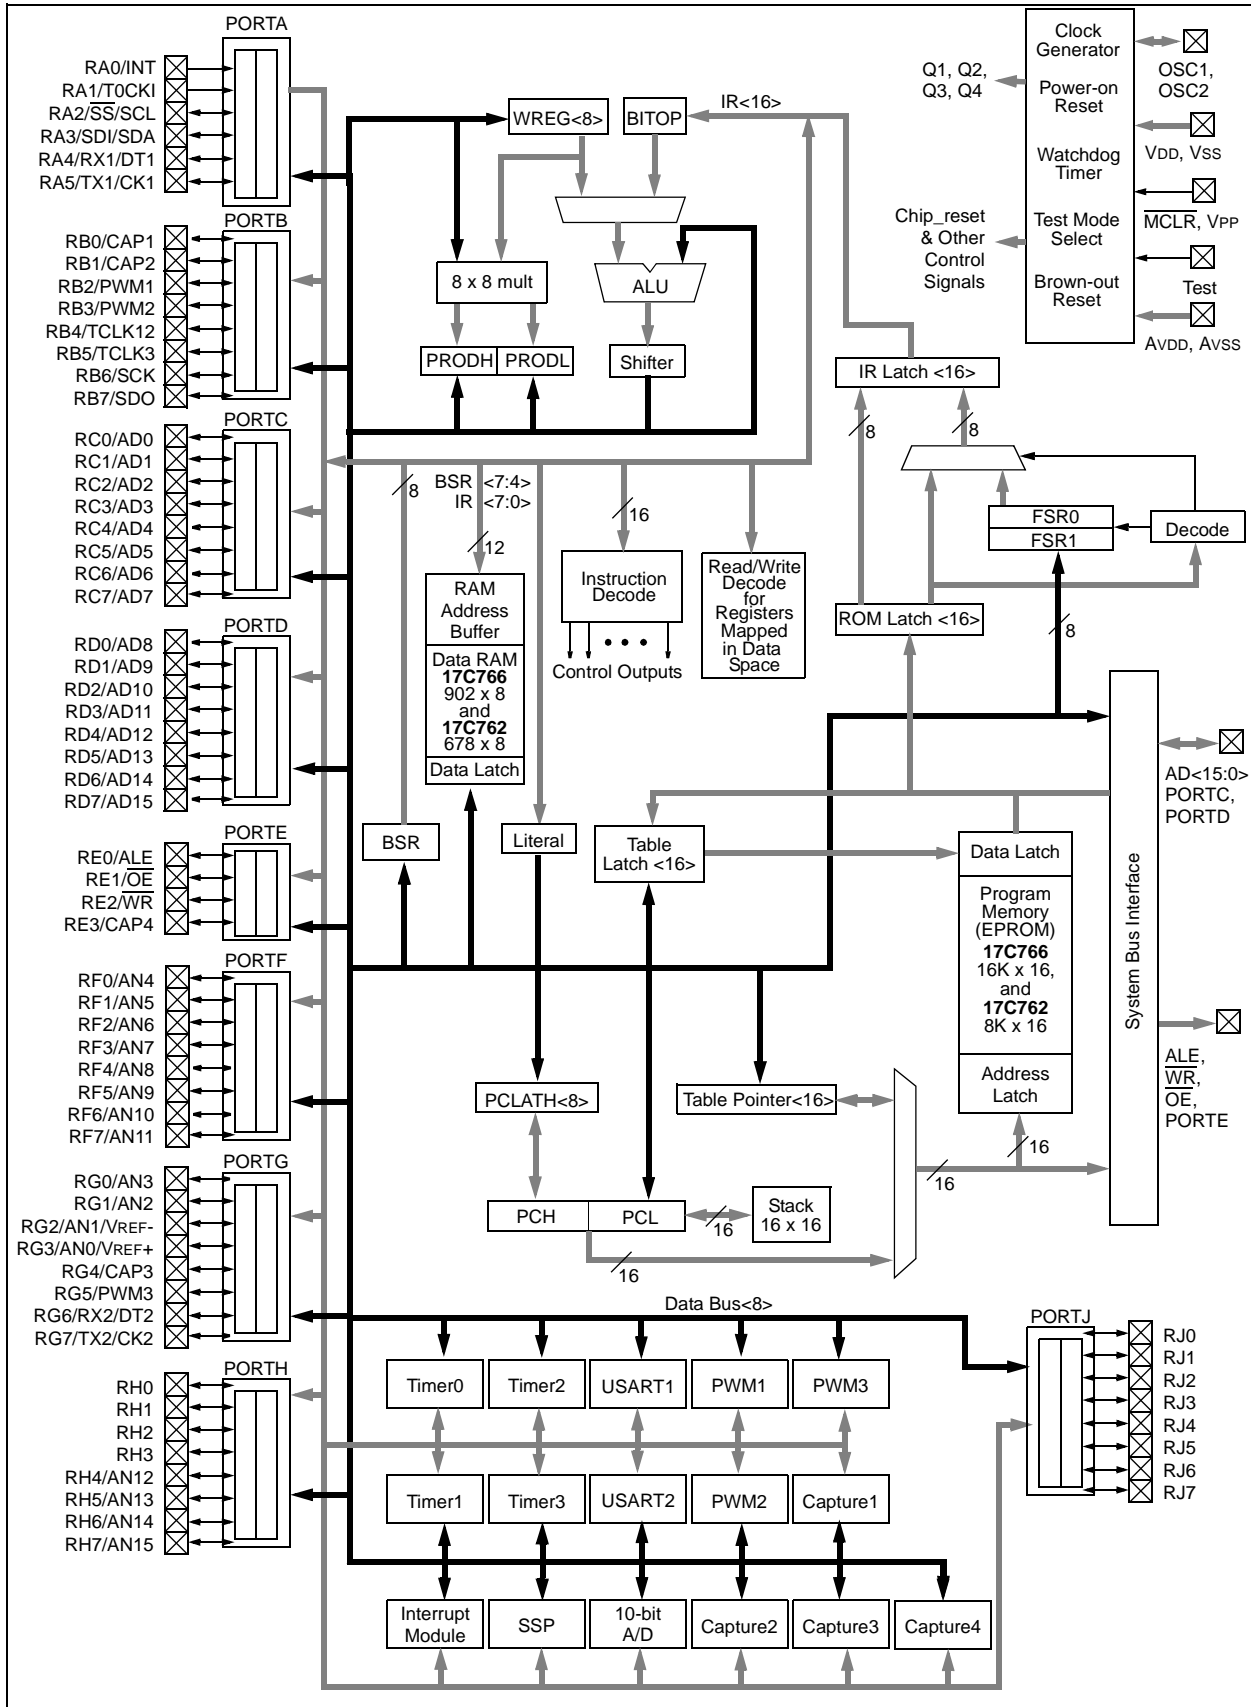 PORTA
RA0/INT
RA1/T0CKI
RA2/SS/SCL
RA3/SDI/SDA
RA4/RX1/DT1
RA5/TX1/CK1
PORTB
RB0/CAP1
RB1/CAP2
RB2/PWM1
RB3/PWM2
RB4/TCLK12
RB5/TCLK3
RB6/SCK
RB7/SDO
PORTC
RC0/AD0
RC1/AD1
RC2/AD2
RC3/AD3
RC4/AD4
RC5/AD5
RC6/AD6
RC7/AD7
PORTD
RD0/AD8
RD1/AD9
RD2/AD10
RD3/AD11
RD4/AD12
RD5/AD13
RD6/AD14
RD7/AD15
PORTE
RE0/ALE
RE1/OE
RE2/WR
RE3/CAP4
PORTF
RF0/AN4
RF1/AN5
RF2/AN6
RF3/AN7
RF4/AN8
RF5/AN9
RF6/AN10
RF7/AN11
PORTG
RG0/AN3
RG1/AN2
RG2/AN1/VREF-
RG3/AN0/VREF+
RG4/CAP3
RG5/PWM3
RG6/RX2/DT2
RG7/TX2/CK2
PORTH
RH0
RH1
RH2
RH3
RH4/AN12
RH5/AN13
RH6/AN14
RH7/AN15
WREG<8>
BITOP
IR<16>
8 x 8 mult
ALU
PRODH
PRODL
Shifter
Q1, Q2,
Q3, Q4
Chip_reset
& Other
Control
Signals
Clock
Generator
Power-on
Reset
Watchdog
Timer
Test Mode
Select
Brown-out
Reset
OSC1,
OSC2
VDD, VSS
MCLR, VPP
Test
AVDD, AVSS
IR Latch <16>
8
8
FSR0
FSR1
Decode
ROM Latch <16>
8
8
BSR <7:4>
IR <7:0>
12
16
RAM
Address
Buffer
Data RAM
17C766
902 x 8
and
17C762
678 x 8
Data Latch
Instruction
Decode
• • •
Control Outputs
Read/Write
Decode
for
Registers
Mapped
in Data
Space
BSR
Literal
Table
Latch <16>
Data Latch
Program
Memory
(EPROM)
17C766
16K x 16,
and
17C762
8K x 16
Address
Latch
System Bus Interface
AD<15:0>
PORTC,
PORTD
ALE,
WR,
OE,
PORTE
PCLATH<8>
Table Pointer<16>
16
16
PCH
PCL
16
Stack
16 x 16
16
Data Bus<8>
Timer0
Timer2
USART1
PWM1
PWM3
Timer1
Timer3
USART2
PWM2
Capture1
Interrupt
Module
SSP
10-bit
A/D
Capture2
Capture3
Capture4
PORTJ
RJ0
RJ1
RJ2
RJ3
RJ4
RJ5
RJ6
RJ7